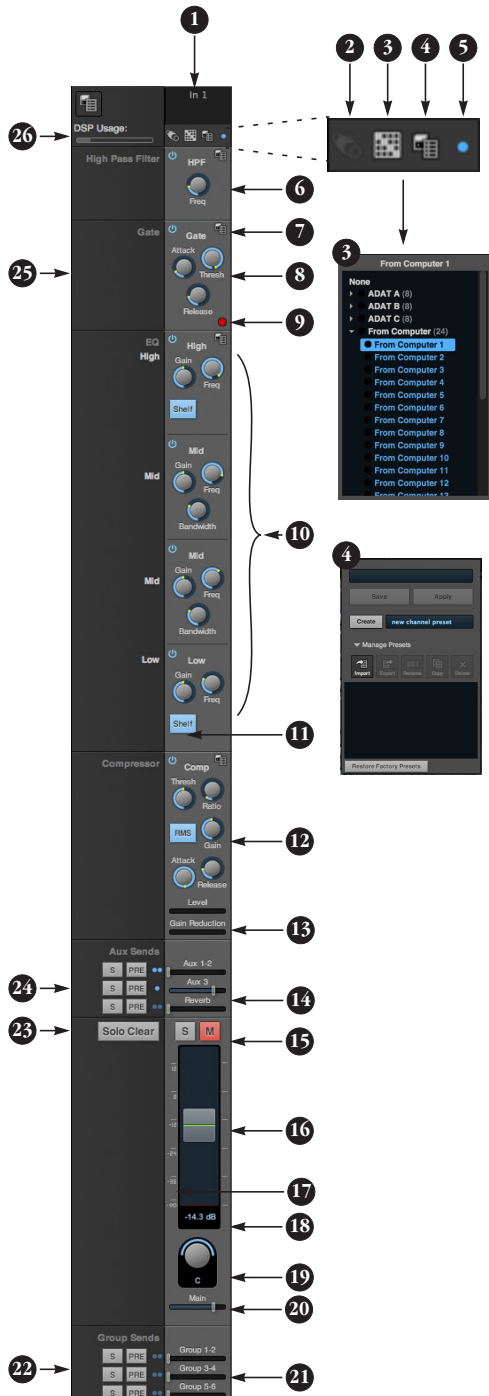 1
In 1
2
3
4
5
26
DSP Usage:
High Pass Filter
HPF
Freq
6
Gate
Gate
7
Attack
Thresh
8
25
Release
9
3
From Computer 1
None
ADAT A (8)
ADAT B (8)
ADAT C (8)
From Computer (24)
From Computer 1
From Computer 2
From Computer 3
From Computer 4
From Computer 5
From Computer 6
From Computer 7
From Computer 8
From Computer 9
From Computer 10
From Computer 11
From Computer 12
From Computer 13
EQ
High
High
Gain
Freq
Shelf
Mid
Mid
Gain
Freq
Bandwidth
10
Mid
Mid
Gain
Freq
Bandwidth
Low
Low
Gain
Freq
Shelf
11
4
Save
Apply
Create
new channel preset
Manage Presets
Import
Export
Rename
Copy
Delete
Restore Factory Presets
Compressor
Comp
Thresh
Ratio
RMS
Gain
12
Attack
Release
Level
Gain Reduction
13
Aux Sends
S PRE
Aux 1-2
24
S PRE
Aux 3
S PRE
Reverb
14
23
Solo Clear
S M
15
12
0
-12
16
-24
17
-14.3 dB
18
C
19
Main
20
Group Sends
S PRE
Group 1-2
22
S PRE
Group 3-4
21
S PRE
Group 5-6